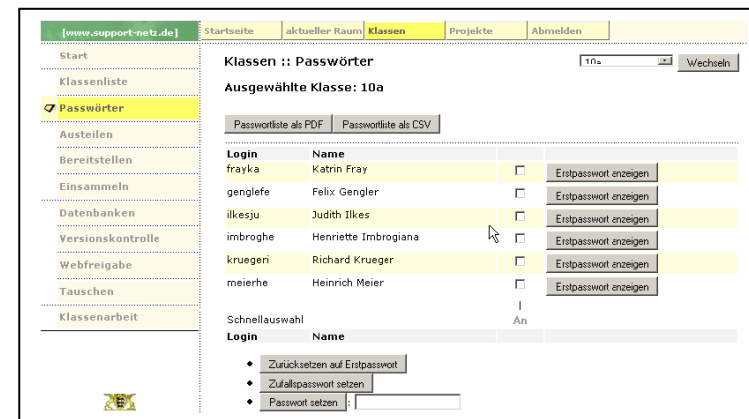 [www.support-netz.de]
Startseite aktueller Raum Klassen Projekte Abmelden
Start
Klassenliste
Passwörter
Austeilen
Bereitstellen
Einsammeln
Datenbanken
Versionskontrolle
Webfreigabe
Tauschen
Klassenarbeit
Klassen :: Passwörter
10a Wechseln
Ausgewählte Klasse: 10a
Passwortliste als PDF Passwortliste als CSV
Login Name
frayka Katrin Fray Erstpasswort anzeigen
genglefe Felix Gengler Erstpasswort anzeigen
ilkesju Judith Ilkes Erstpasswort anzeigen
imbroghe Henriette Imbrogiana Erstpasswort anzeigen
kruegeri Richard Krueger Erstpasswort anzeigen
meierhe Heinrich Meier Erstpasswort anzeigen
|
Schnellauswahl An
Login Name
Zurücksetzen auf Erstpasswort
Zufallspasswort setzen
Passwort setzen :